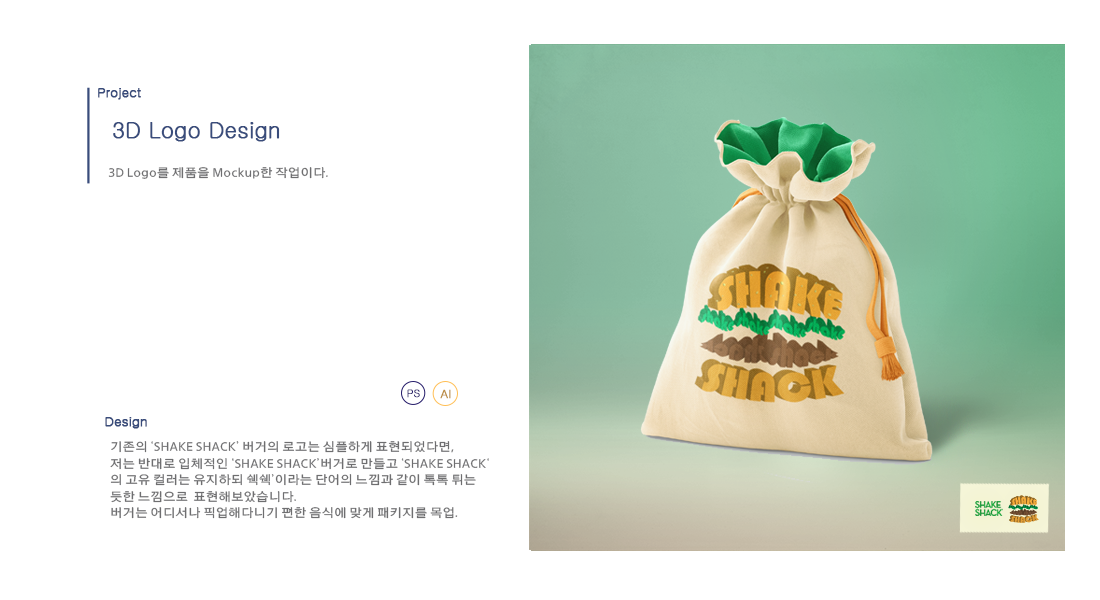 Project
3D Logo Design
3D Logo를 제품을 Mockup한 작업이다.
PS
AI
Design
기존의 'SHAKE SHACK' 버거의 로고는 심플하게 표현되었다면,
저는 반대로 입체적인 'SHAKE SHACK'버거로 만들고 'SHAKE SHACK'
의 고유 컬러는 유지하되 쉑쉑'이라는 단어의 느낌과 같이 톡톡 튀는
듯한 느낌으로 표현해보았습니다.
버거는 어디서나 픽업해다니기 편한 음식에 맞게 패키지를 목업.
SHAKE
shake shake shake shake
SHACK
SHAKE
SHACK
SHAKE
SHACK